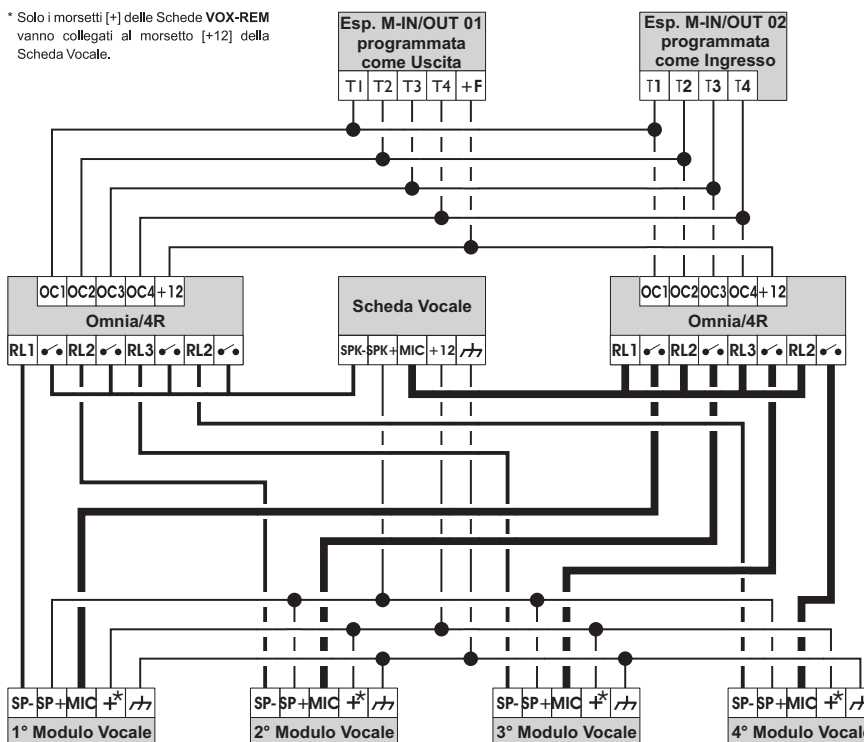 * Solo i morsetti [+] delle Schede VOX-REM
vanno collegati al morsetto [+12] della
Scheda Vocale.
Esp. M-IN/OUT 01
programmata
come Uscita
T1 T2 T3 T4 +F
Esp. M-IN/OUT 02
programmata
come Ingresso
T1 T2 T3 T4
OC1 OC2 OC3 OC4 +12
Omnia/4R
RL1 RL2 RL3 RL2
Scheda Vocale
SPK- SPK+ MIC +12
OC1 OC2 OC3 OC4 +12
Omnia/4R
RL1 RL2 RL3 RL2
SP- SP+ MIC +*
1° Modulo Vocale
SP- SP+ MIC +*
2° Modulo Vocale
SP- SP+ MIC +*
3° Modulo Vocale
SP- SP+ MIC +*
4° Modulo Vocale